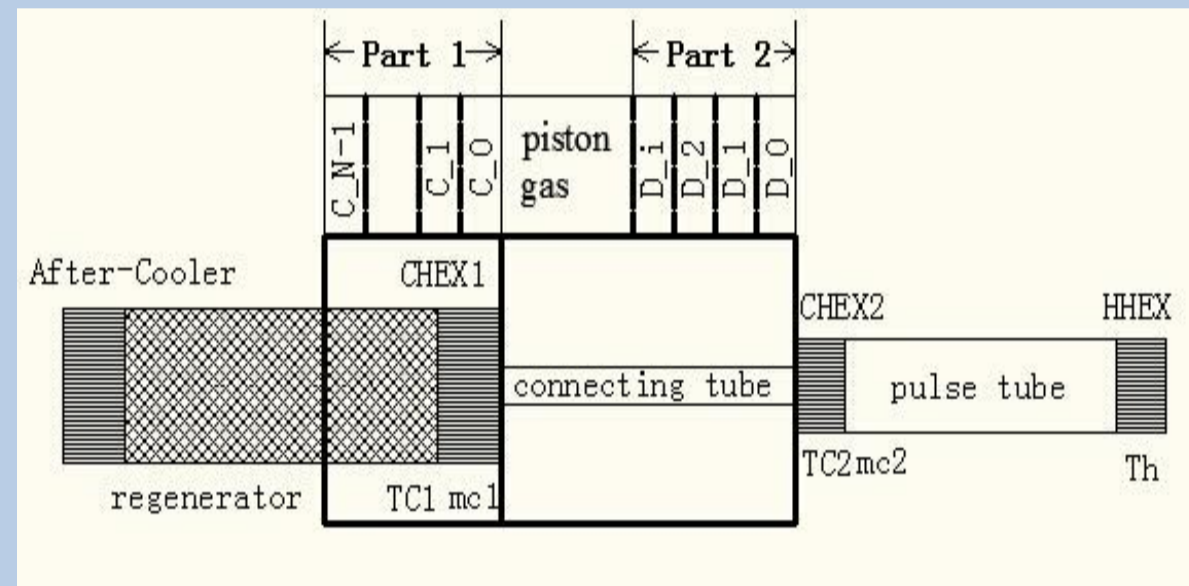 Part 1
Part 2
C_N-1
C_1
C_0
piston
gas
D_i
D_2
D_1
D_0
After-Cooler
CHEX1
CHEX2
HHEX
connecting tube
pulse tube
regenerator
TC1 mc1
TC2mc2
Th